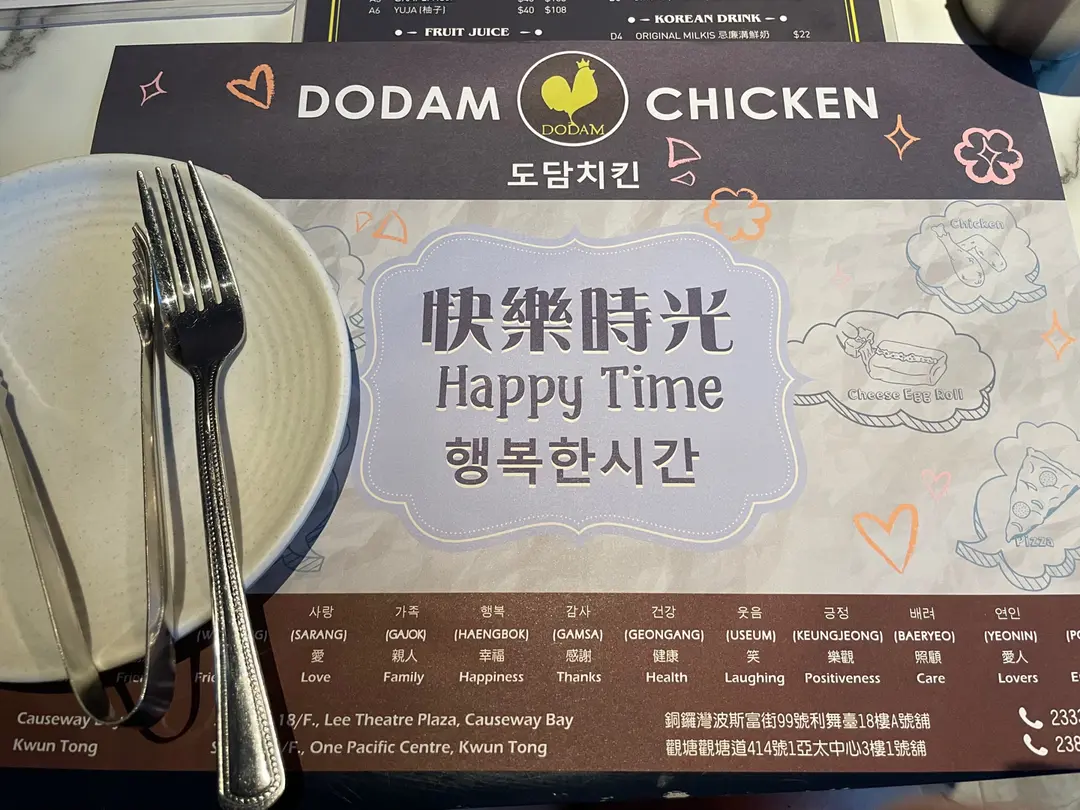 A6 YUJA (柚子) $40 $108
FRUIT JUICE
KOREAN DRINK
D4 ORIGINAL MILKIS 忌廉溝鮮奶 $22
DODAM
DODAM
CHICKEN
도담치킨
快樂時光
Happy Time
행복한시간
Chicken
Cheese Egg Roll
Pizza
사랑 가족 행복 감사 건강 웃음 긍정 배려 연인
(SARANG) (GAJOK) (HAENGBOK) (GAMSA) (GEONGANG) (USEUM) (KEUNGJEONG) (BAERYEO) (YEONIN)
愛 親人 幸福 感謝 健康 笑 樂觀 照顧 愛人
Love Family Happiness Thanks Health Laughing Positiveness Care Lovers
Causeway 18/F., Lee Theatre Plaza, Causeway Bay 銅鑼灣波斯富街99號利舞臺18樓A號舖 2333
Kwun Tong /F., One Pacific Centre, Kwun Tong 觀塘觀塘道414號1亞太中心3樓1號舖 238